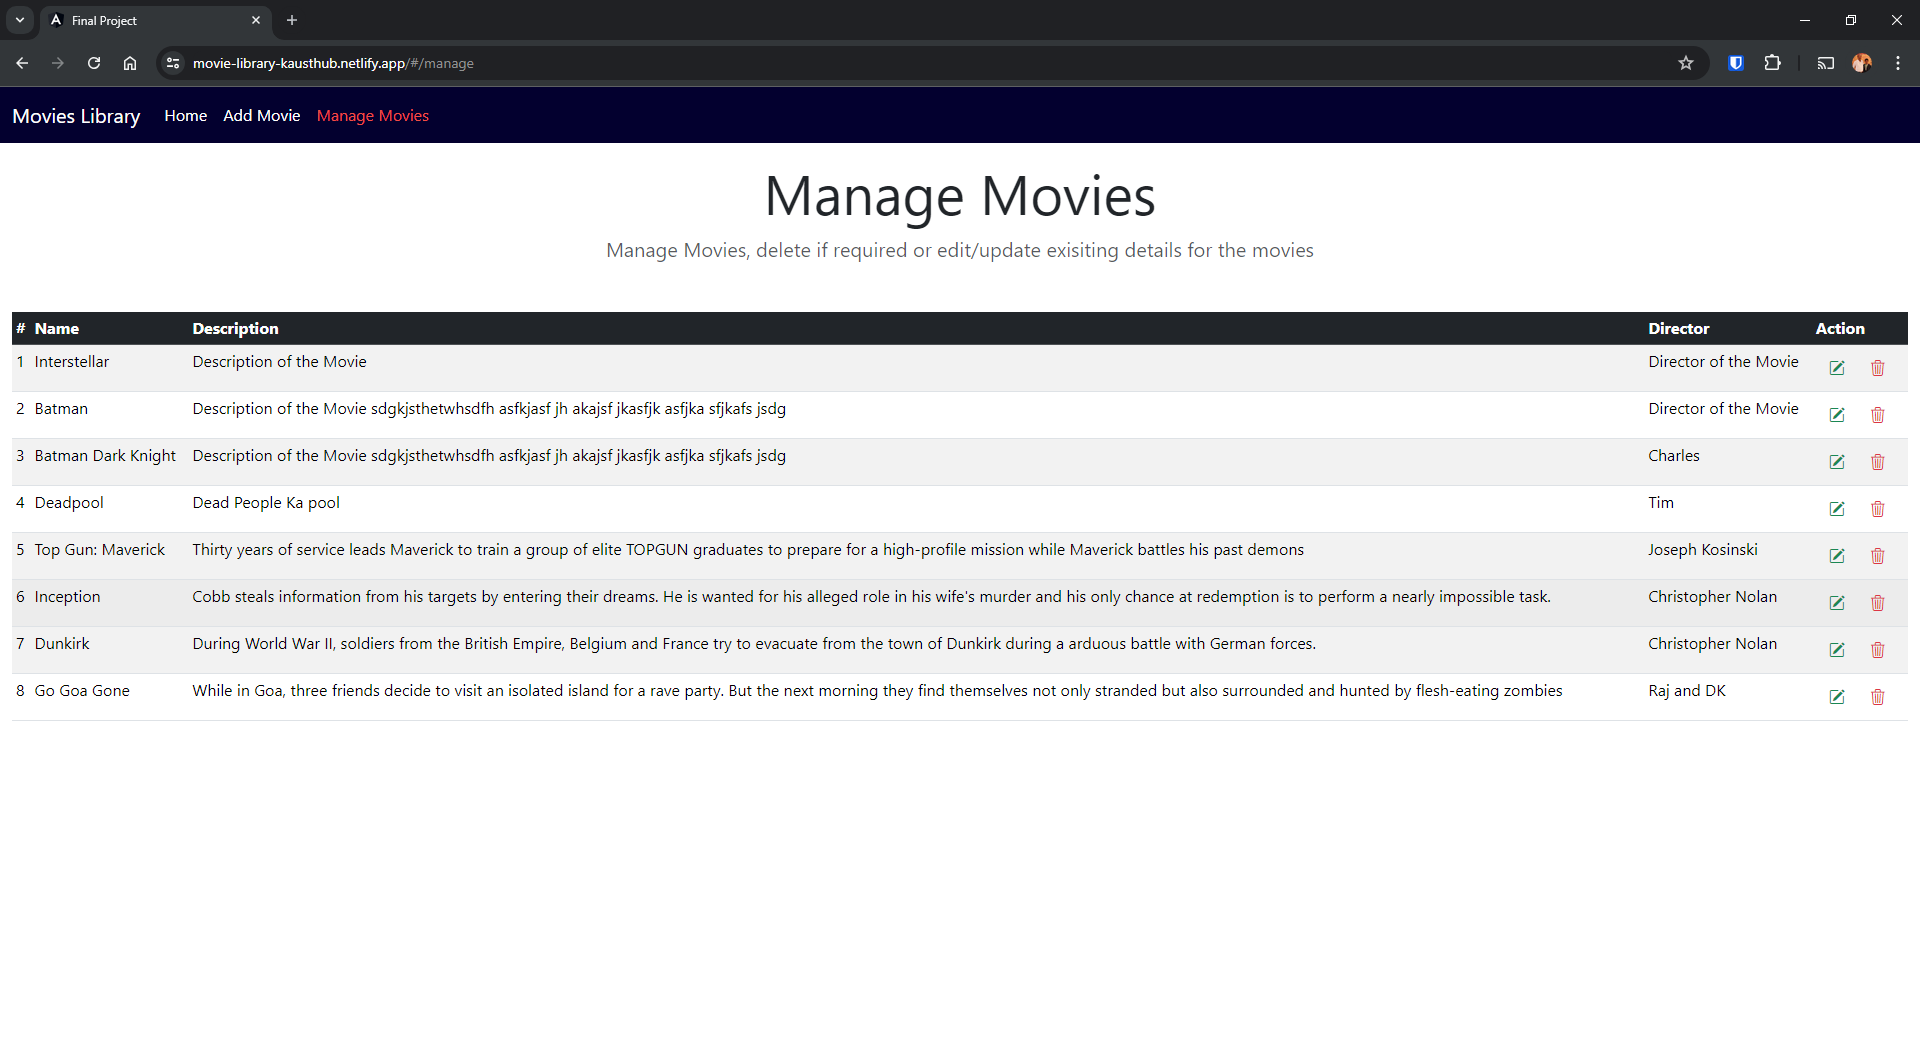 Final Project
movie-library-kausthub.netlify.app/#/manage
Movies Library Home Add Movie Manage Movies
Manage Movies
Manage Movies, delete if required or edit/update exisiting details for the movies
# Name Description Director Action
1 Interstellar Description of the Movie Director of the Movie
2 Batman Description of the Movie sdgkjsthetwhsdfh asfkjasf jh akajsf jkasfjk asfjka sfjkafs jsdg Director of the Movie
3 Batman Dark Knight Description of the Movie sdgkjsthetwhsdfh asfkjasf jh akajsf jkasfjk asfjka sfjkafs jsdg Charles
4 Deadpool Dead People Ka pool Tim
5 Top Gun: Maverick Thirty years of service leads Maverick to train a group of elite TOPGUN graduates to prepare for a high-profile mission while Maverick battles his past demons Joseph Kosinski
6 Inception Cobb steals information from his targets by entering their dreams. He is wanted for his alleged role in his wife's murder and his only chance at redemption is to perform a nearly impossible task. Christopher Nolan
7 Dunkirk During World War II, soldiers from the British Empire, Belgium and France try to evacuate from the town of Dunkirk during a arduous battle with German forces. Christopher Nolan
8 Go Goa Gone While in Goa, three friends decide to visit an isolated island for a rave party. But the next morning they find themselves not only stranded but also surrounded and hunted by flesh-eating zombies Raj and DK